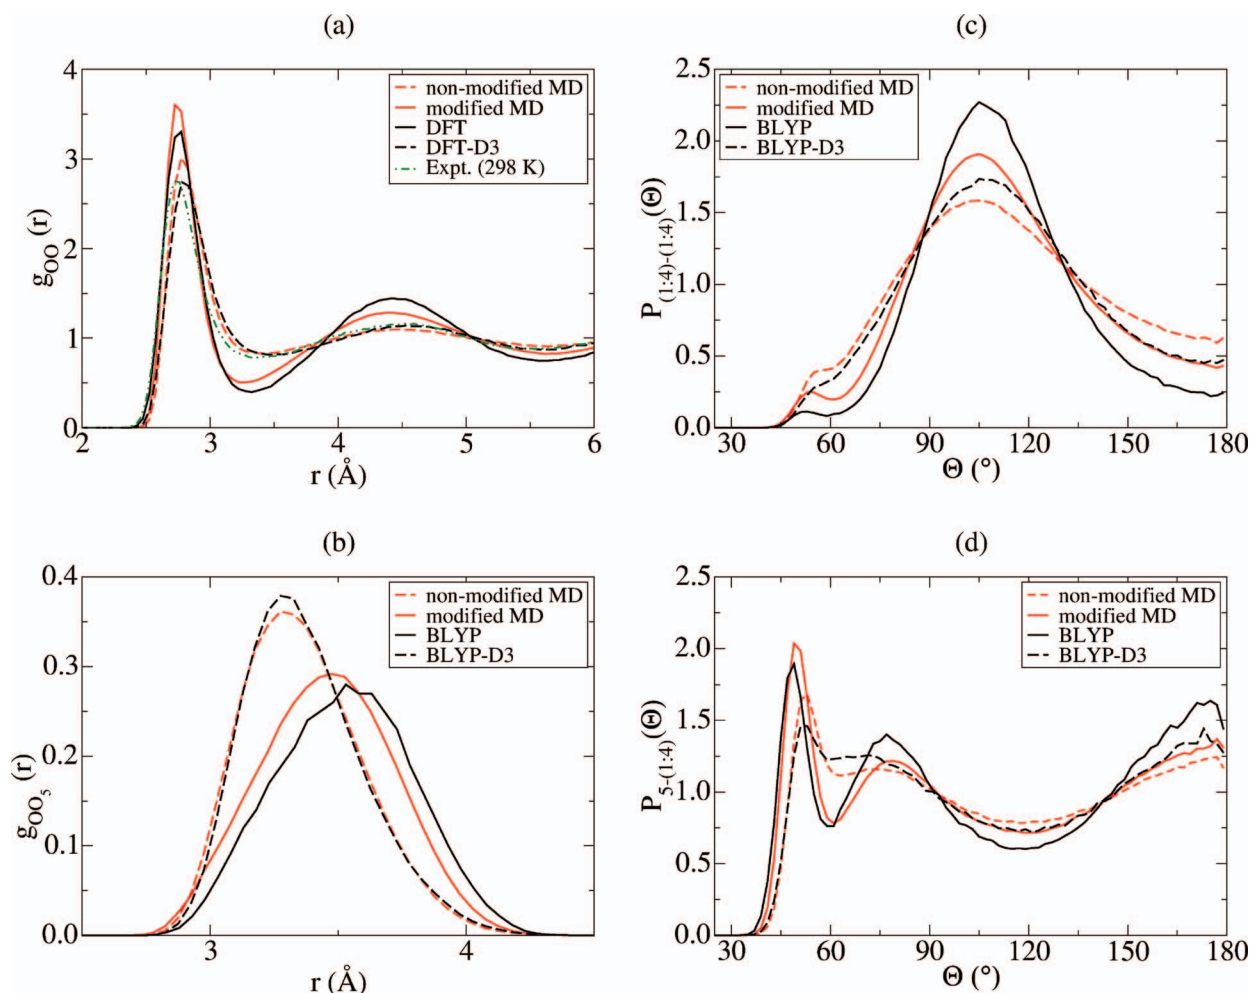 (a)
4
3
2
1
0
2
3
4
5
6
g_OO (r)
r (Å)
non-modified MD
modified MD
DFT
DFT-D3
Expt. (298 K)
(c)
2.5
2.0
1.5
1.0
0.5
0.0
30
60
90
120
150
180
P_(1:4)-(1:4)(Θ)
Θ (°)
non-modified MD
modified MD
BLYP
BLYP-D3
(b)
0.4
0.3
0.2
0.1
0.0
3
4
g_OO_5 (r)
r (Å)
non-modified MD
modified MD
BLYP
BLYP-D3
(d)
2.5
2.0
1.5
1.0
0.5
0.0
30
60
90
120
150
180
P_5-(1:4)(Θ)
Θ (°)
non-modified MD
modified MD
BLYP
BLYP-D3